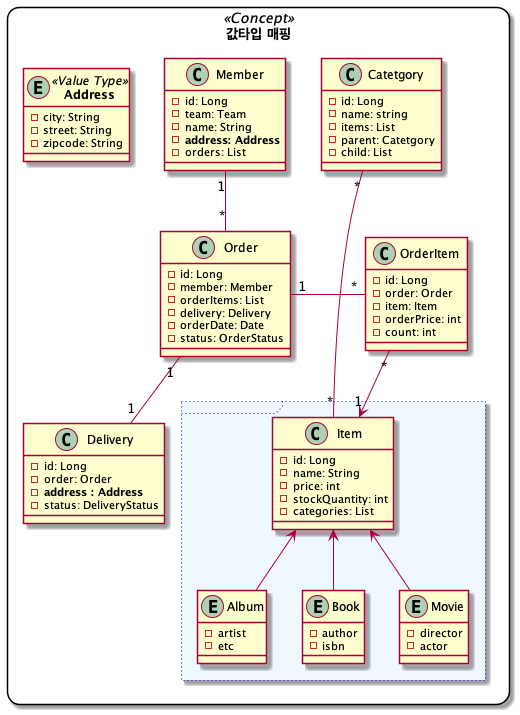 «Concept»
값타입 매핑
E «Value Type»
Address
city: String
street: String
zipcode: String
C Member
id: Long
team: Team
name: String
address: Address
orders: List
C Catetgory
id: Long
name: string
items: List
parent: Catetgory
child: List
1
*
*
C Order
id: Long
member: Member
orderItems: List
delivery: Delivery
orderDate: Date
status: OrderStatus
1
*
C OrderItem
id: Long
order: Order
item: Item
orderPrice: int
count: int
1
1
*
*
1
C Delivery
id: Long
order: Order
address : Address
status: DeliveryStatus
C Item
id: Long
name: String
price: int
stockQuantity: int
categories: List
E Album
artist
etc
E Book
author
isbn
E Movie
director
actor